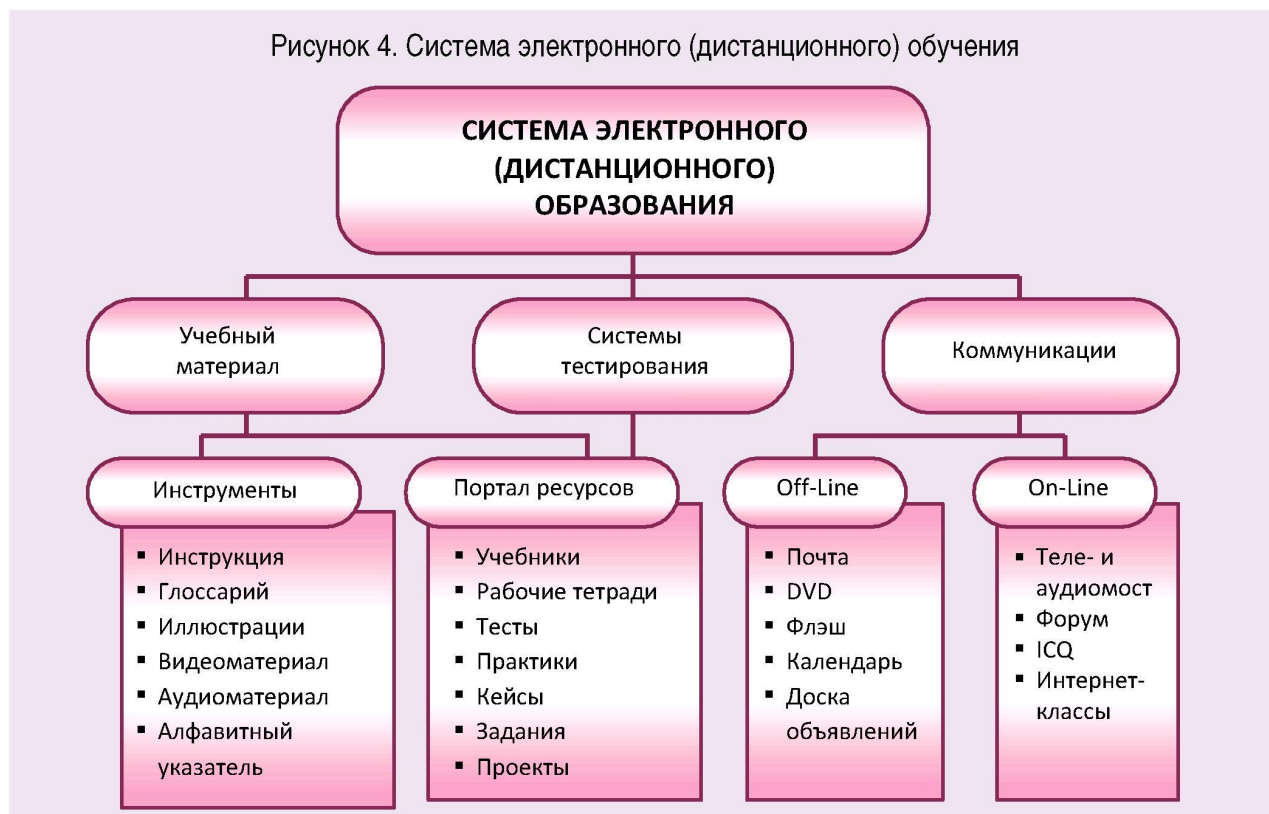 Рисунок 4. Система электронного (дистанционного) обучения
СИСТЕМА ЭЛЕКТРОННОГО
(ДИСТАНЦИОННОГО)
ОБРАЗОВАНИЯ
Учебный
материал
Системы
тестирования
Коммуникации
Инструменты
▪ Инструкция
▪ Глоссарий
▪ Иллюстрации
▪ Видеоматериал
▪ Аудиоматериал
▪ Алфавитный
указатель
Портал ресурсов
▪ Учебники
▪ Рабочие тетради
▪ Тесты
▪ Практики
▪ Кейсы
▪ Задания
▪ Проекты
Off-Line
▪ Почта
▪ DVD
▪ Флэш
▪ Календарь
▪ Доска
объявлений
On-Line
▪ Теле- и
аудиомост
▪ Форум
▪ ICQ
▪ Интернет-
классы